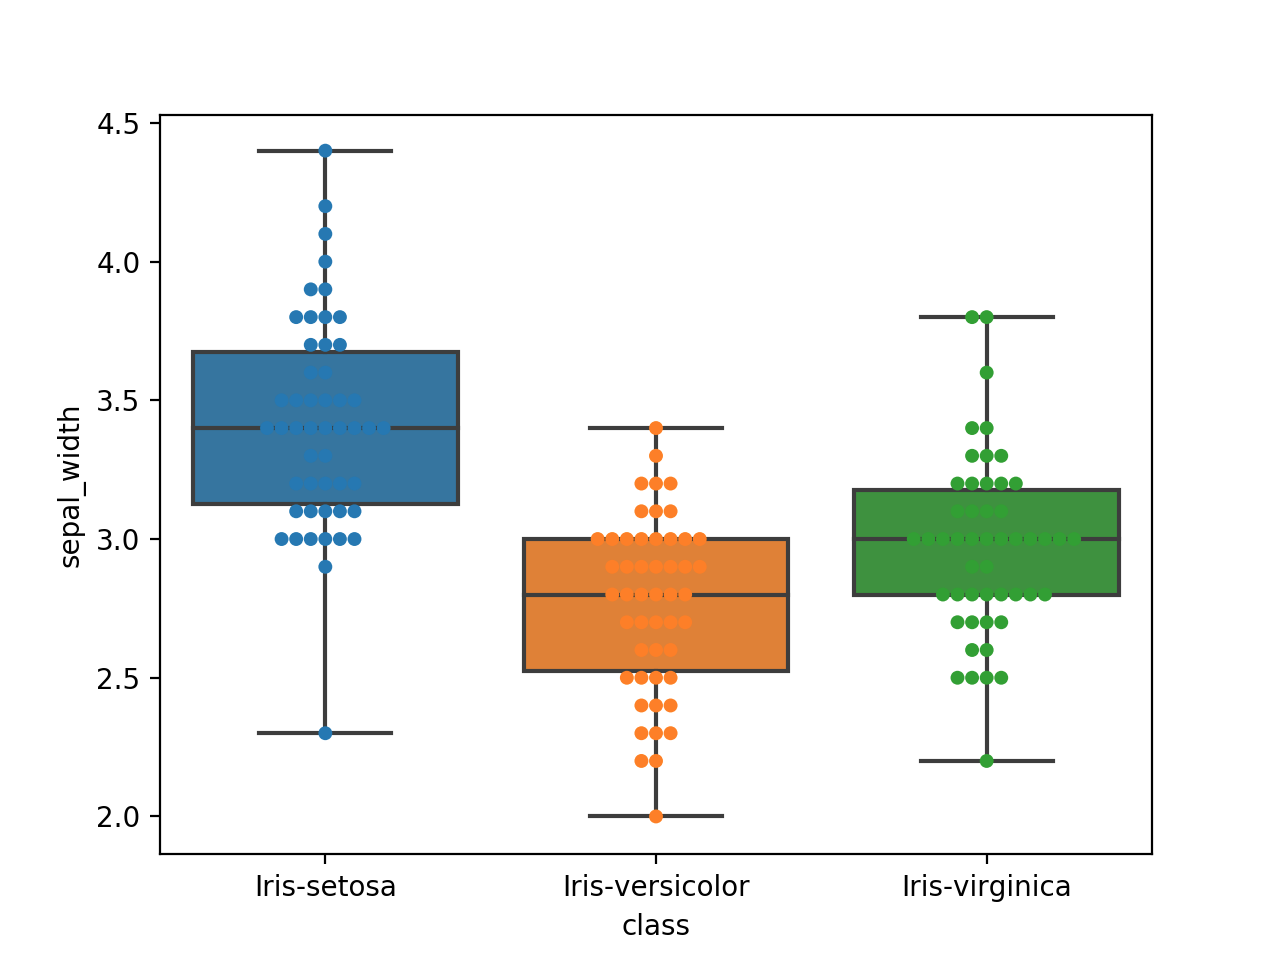 4.5
4.0
3.5
3.0
2.5
2.0
sepal_width
Iris-setosa
Iris-versicolor
Iris-virginica
class